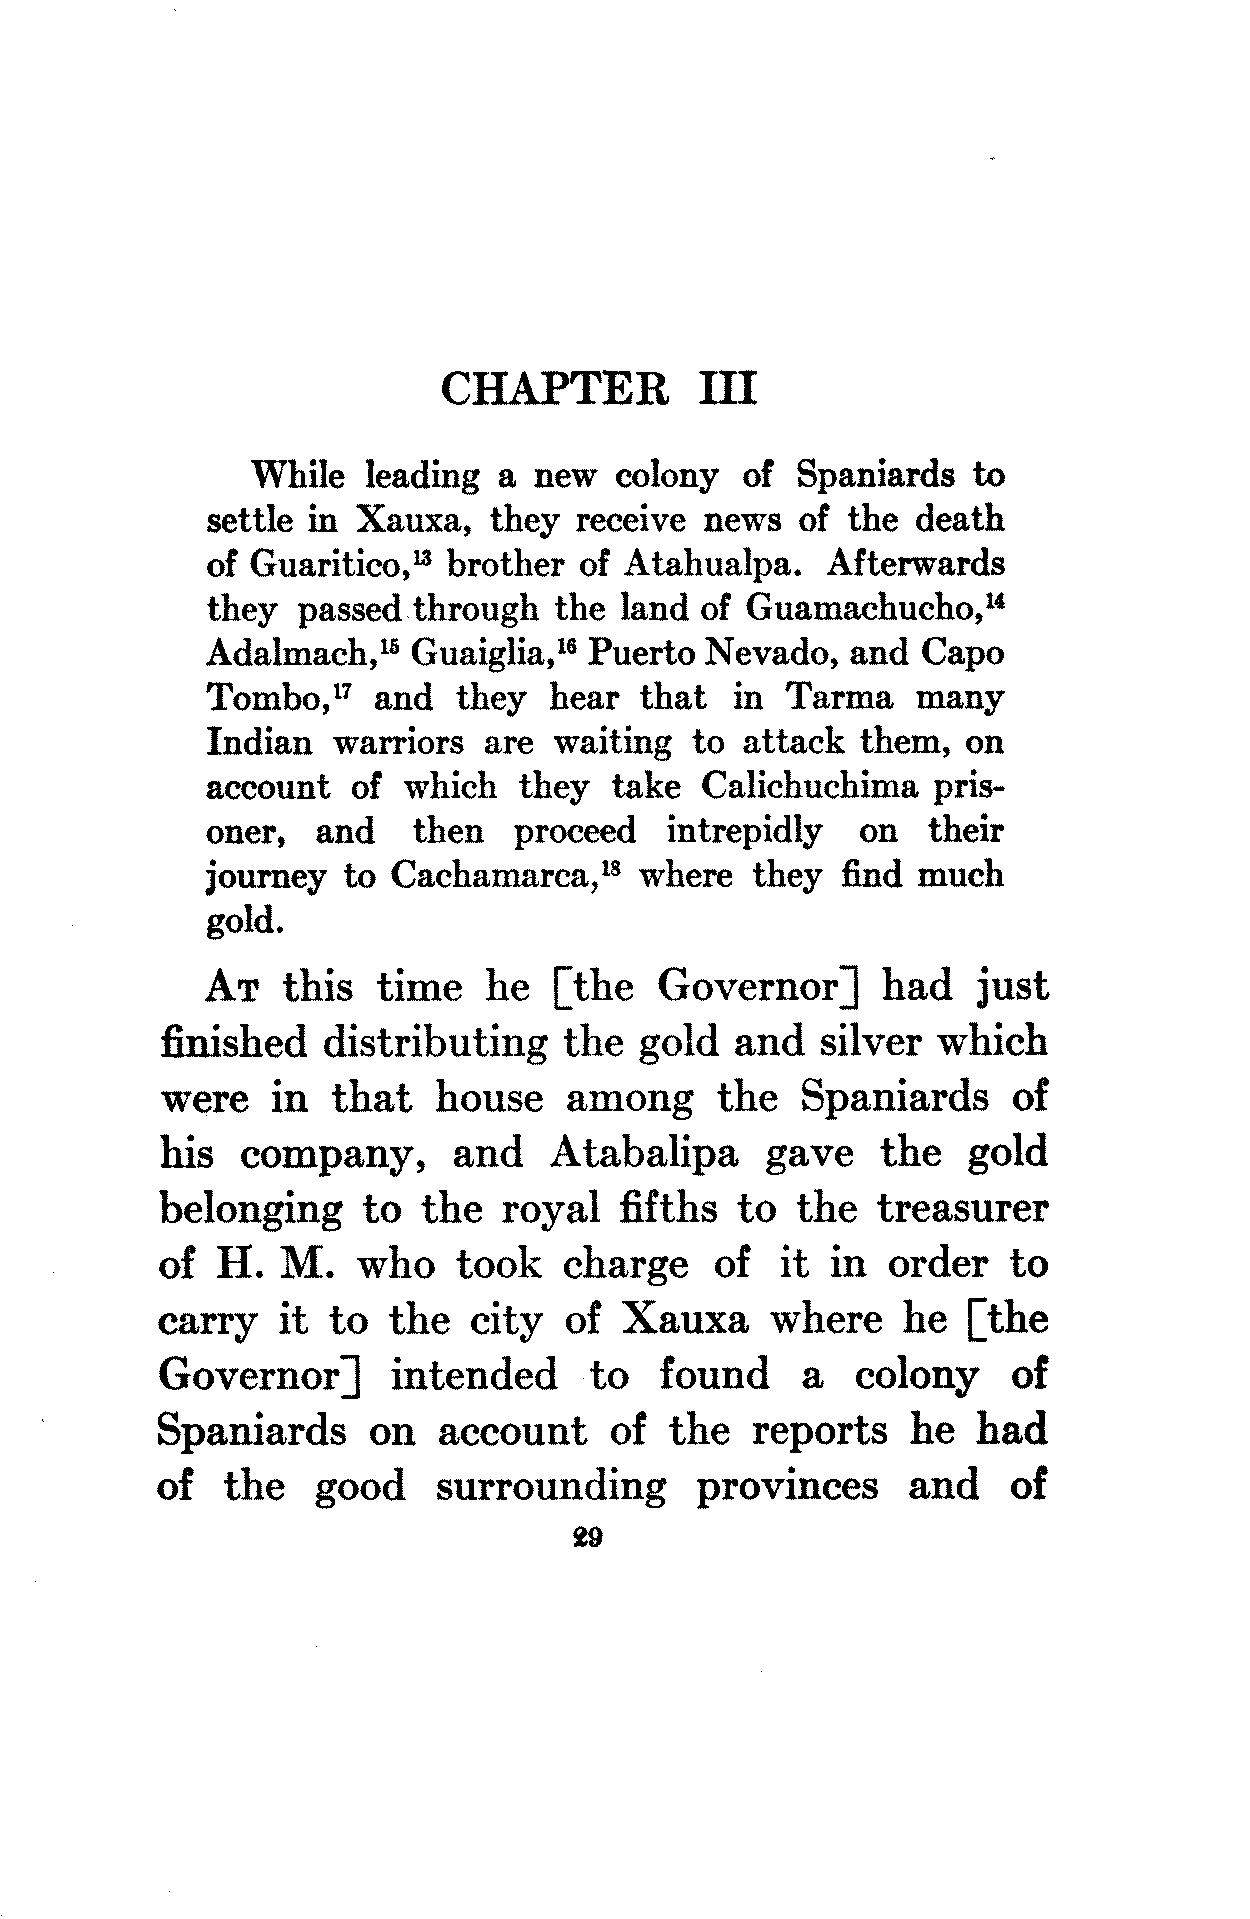 CHAPTER III
While leading a new colony of Spaniards to
settle in Xauxa, they receive news of the death
of Guaritico,¹³ brother of Atahualpa. Afterwards
they passed through the land of Guamachucho,¹⁴
Adalmach,¹⁵ Guaiglia,¹⁶ Puerto Nevado, and Capo
Tombo,¹⁷ and they hear that in Tarma many
Indian warriors are waiting to attack them, on
account of which they take Calichuchima pris-
oner, and then proceed intrepidly on their
journey to Cachamarca,¹⁸ where they find much
gold.
At this time he [the Governor] had just
finished distributing the gold and silver which
were in that house among the Spaniards of
his company, and Atabalipa gave the gold
belonging to the royal fifths to the treasurer
of H. M. who took charge of it in order to
carry it to the city of Xauxa where he [the
Governor] intended to found a colony of
Spaniards on account of the reports he had
of the good surrounding provinces and of
29